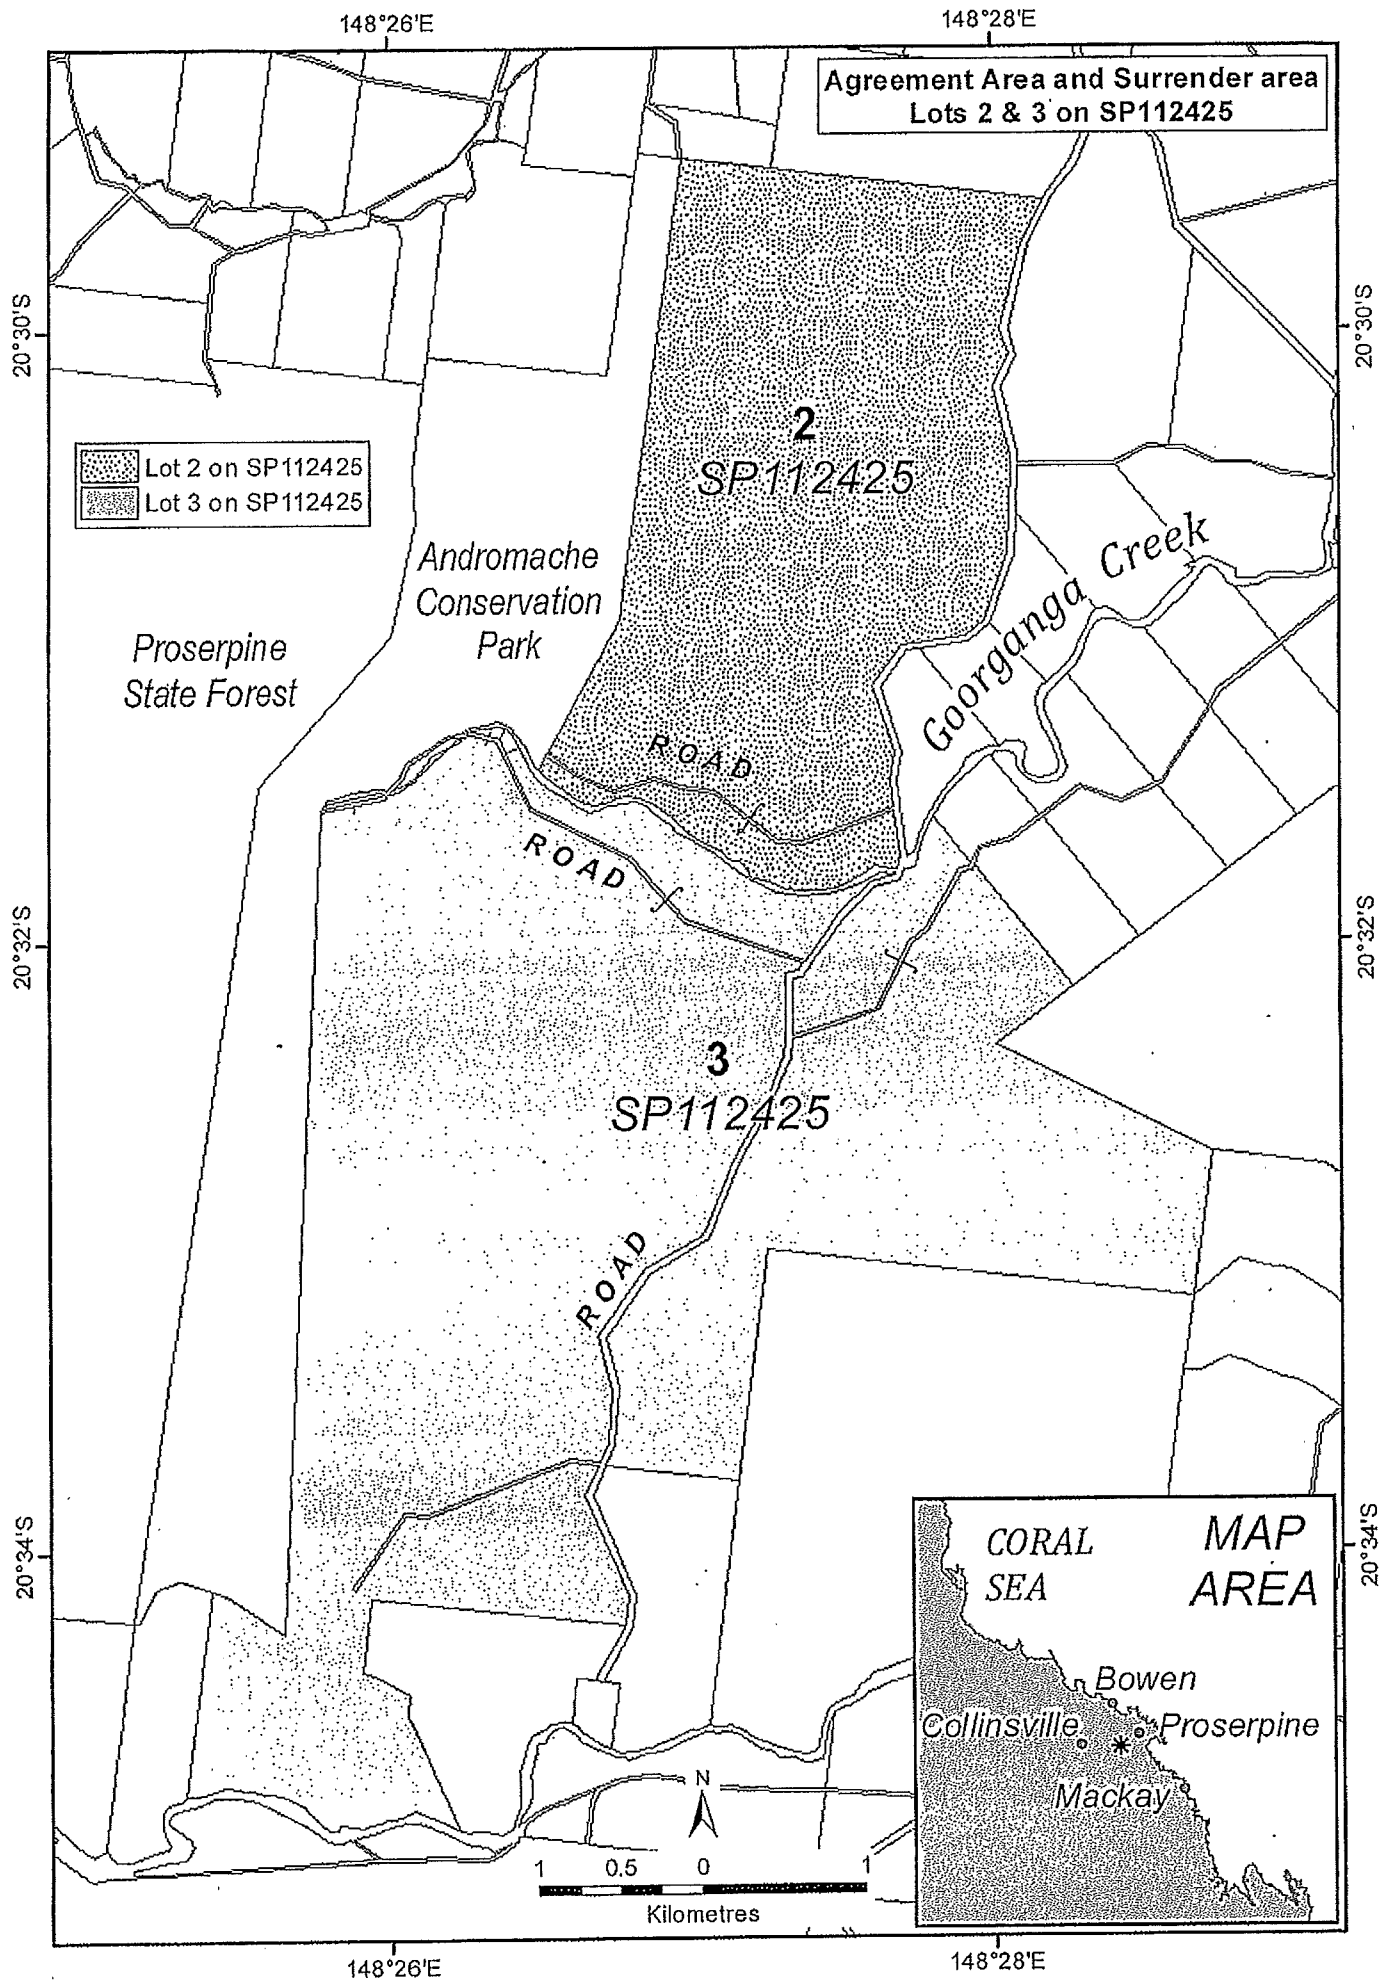 148°26'E
148°28'E
Agreement Area and Surrender area
Lots 2 & 3 on SP112425
20°30'S
20°30'S
2
SP112425
Lot 2 on SP112425
Lot 3 on SP112425
Andromache
Conservation
Park
Goorganga Creek
Proserpine
State Forest
ROAD
ROAD
20°32'S
20°32'S
3
SP112425
ROAD
20°34'S
20°34'S
CORAL
SEA
MAP
AREA
Bowen
Collinsville
Proserpine
Mackay
N
1 0.5 0 1
Kilometres
148°26'E
148°28'E